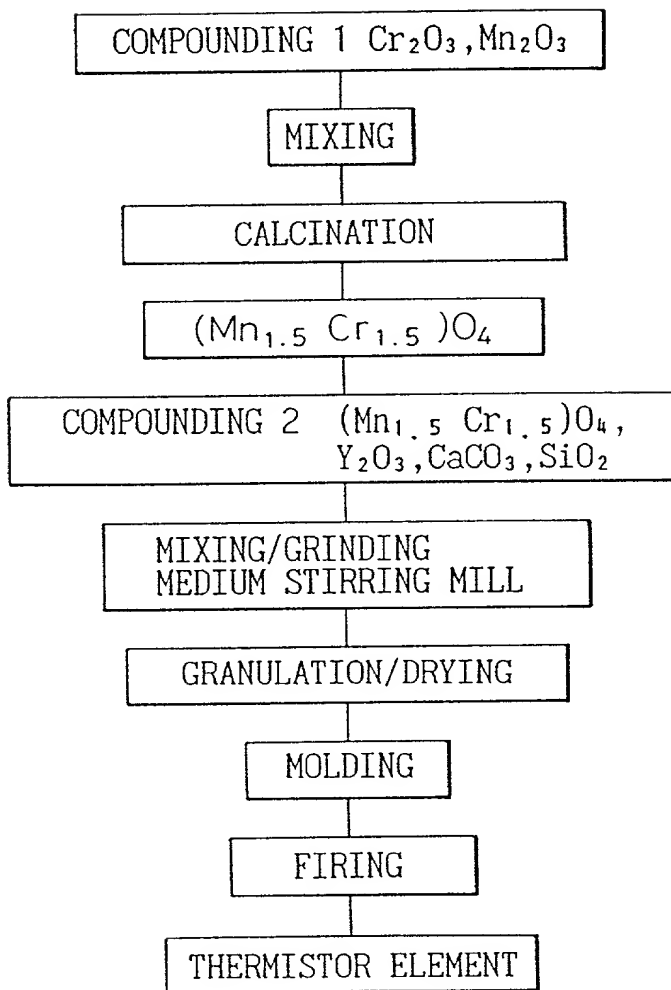 COMPOUNDING 1 Cr₂O₃,Mn₂O₃
MIXING
CALCINATION
(Mn₁.₅ Cr₁.₅)O₄
COMPOUNDING 2 (Mn₁.₅ Cr₁.₅)O₄,
Y₂O₃,CaCO₃,SiO₂
MIXING/GRINDING
MEDIUM STIRRING MILL
GRANULATION/DRYING
MOLDING
FIRING
THERMISTOR ELEMENT